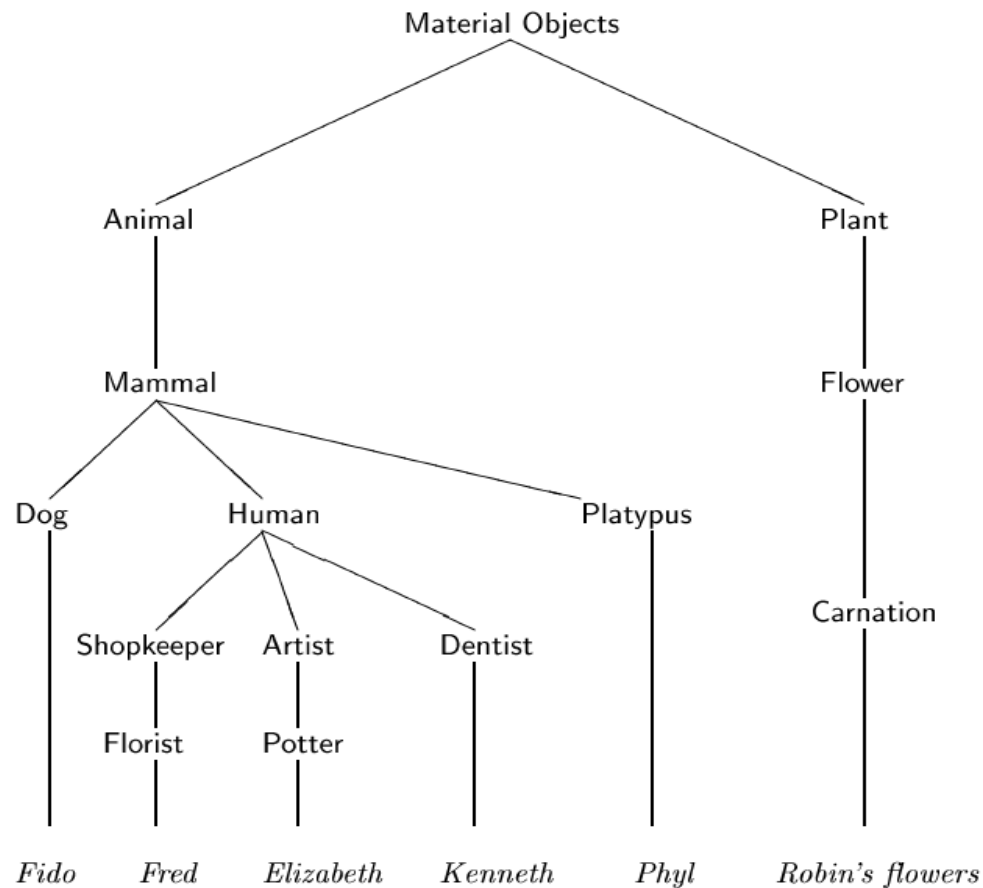 Material Objects
Animal Plant
Mammal Flower
Dog Human Platypus
Carnation
Shopkeeper Artist Dentist
Florist Potter
Fido Fred Elizabeth Kenneth Phyl Robin's flowers